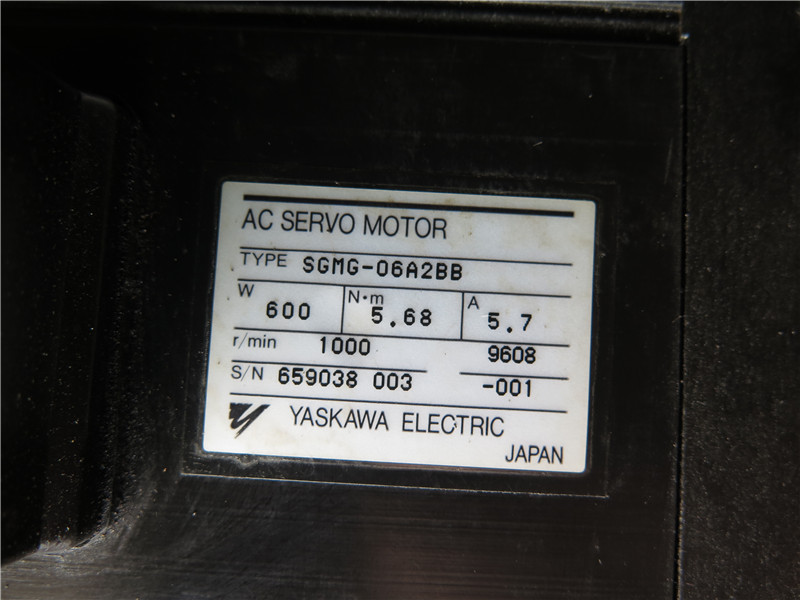 AC SERVO MOTOR
TYPE SGMG-06A2BB
W 600 N·m 5.68 A 5.7
r/min 1000 9608
S/N 659038 003 -001
YASKAWA ELECTRIC
JAPAN